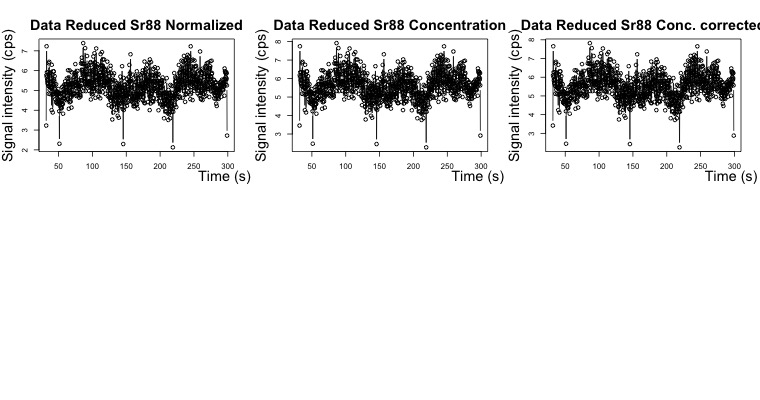 Data Reduced Sr88 Normalized
Signal intensity (cps)
7
6
5
4
3
2
50 100 150 200 250 300
Time (s)
Data Reduced Sr88 Concentration
Signal intensity (cps)
8
7
6
5
4
3
50 100 150 200 250 300
Time (s)
Data Reduced Sr88 Conc. corrected
Signal intensity (cps)
8
7
6
5
4
3
50 100 150 200 250 300
Time (s)